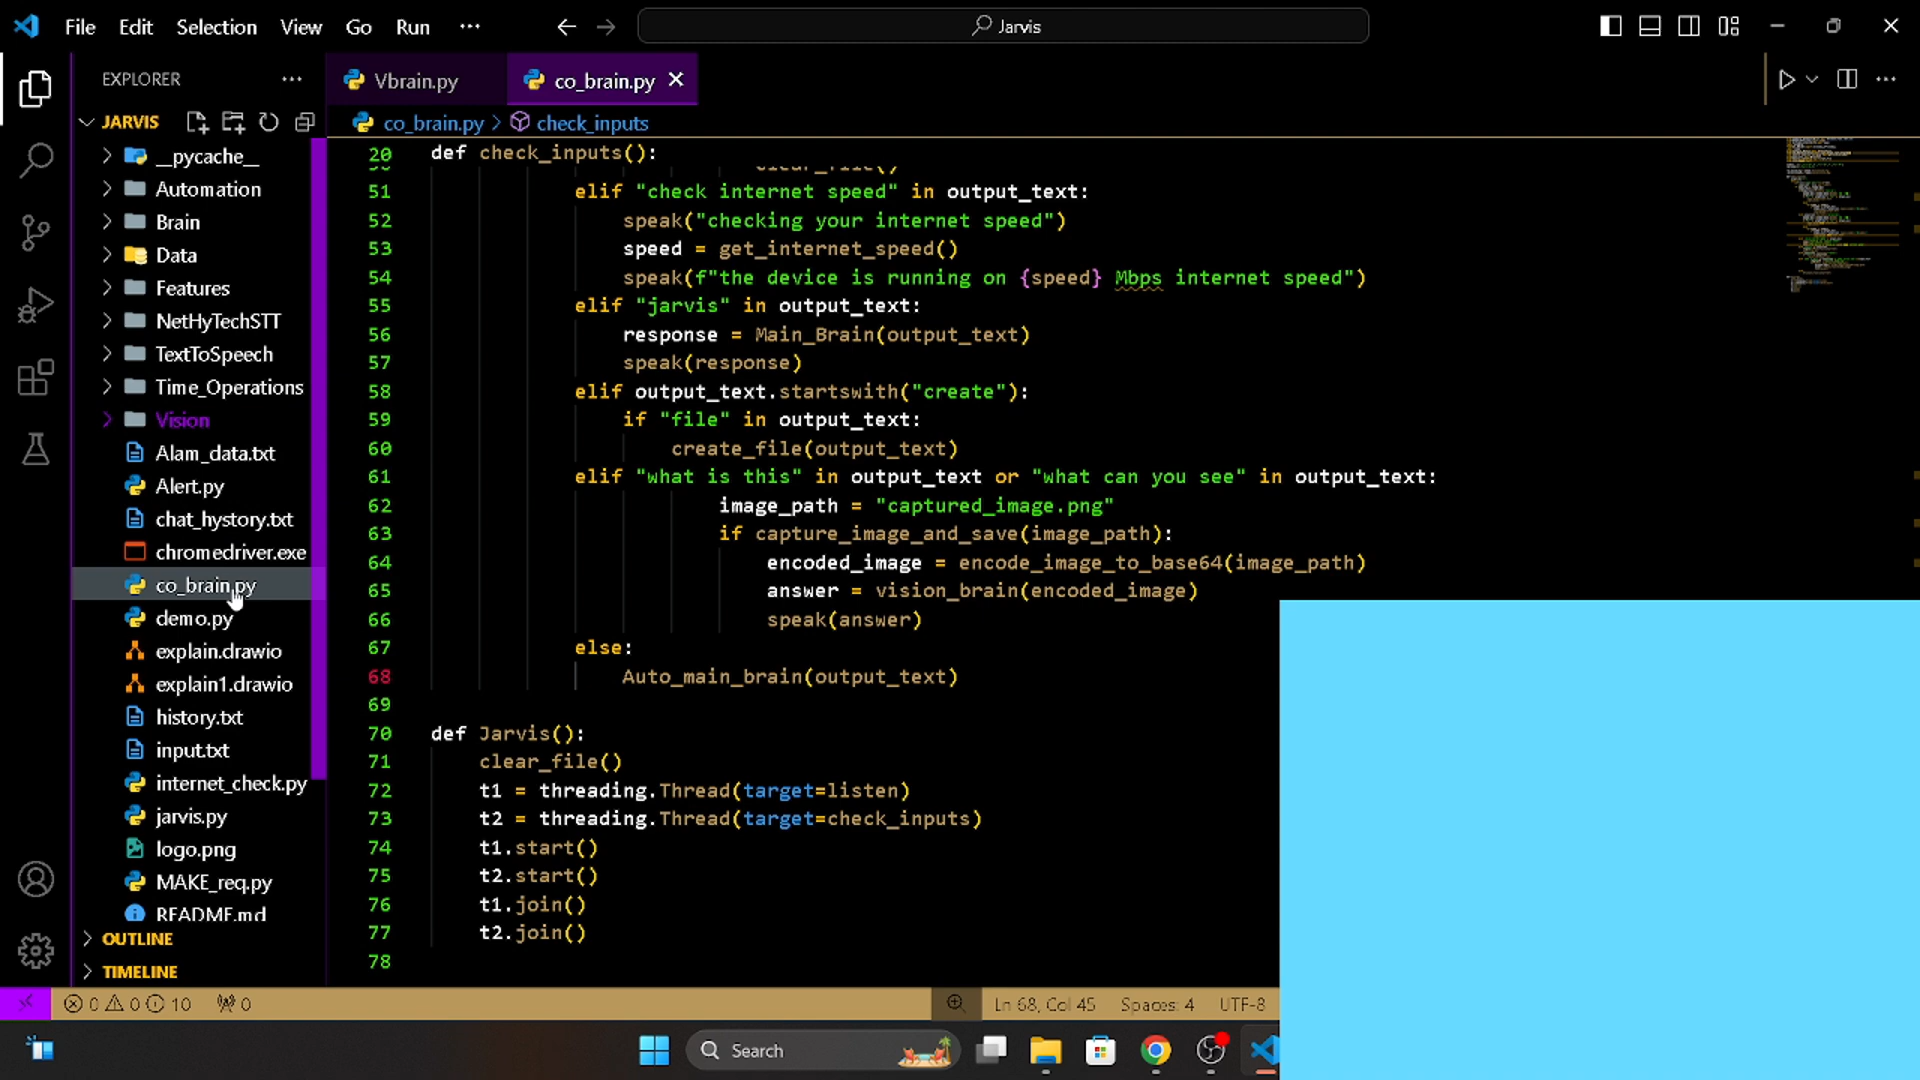 File Edit Selection View Go Run ···
Jarvis
EXPLORER ···
Vbrain.py
co_brain.py
JARVIS
co_brain.py > check_inputs
__pycache__
Automation
Brain
Data
Features
NetHyTechSTT
TextToSpeech
Time_Operations
Vision
Alam_data.txt
Alert.py
chat_hystory.txt
chromedriver.exe
co_brain.py
demo.py
explain.drawio
explain1.drawio
history.txt
input.txt
internet_check.py
jarvis.py
logo.png
MAKE_req.py
README.md
OUTLINE
TIMELINE
20 def check_inputs():
51 elif "check internet speed" in output_text:
52 speak("checking your internet speed")
53 speed = get_internet_speed()
54 speak(f"the device is running on {speed} Mbps internet speed")
55 elif "jarvis" in output_text:
56 response = Main_Brain(output_text)
57 speak(response)
58 elif output_text.startswith("create"):
59 if "file" in output_text:
60 create_file(output_text)
61 elif "what is this" in output_text or "what can you see" in output_text:
62 image_path = "captured_image.png"
63 if capture_image_and_save(image_path):
64 encoded_image = encode_image_to_base64(image_path)
65 answer = vision_brain(encoded_image)
66 speak(answer)
67 else:
68 Auto_main_brain(output_text)
69
70 def Jarvis():
71 clear_file()
72 t1 = threading.Thread(target=listen)
73 t2 = threading.Thread(target=check_inputs)
74 t1.start()
75 t2.start()
76 t1.join()
77 t2.join()
78
0 0 10 0
Ln 68, Col 45 Spaces: 4 UTF-8
Search